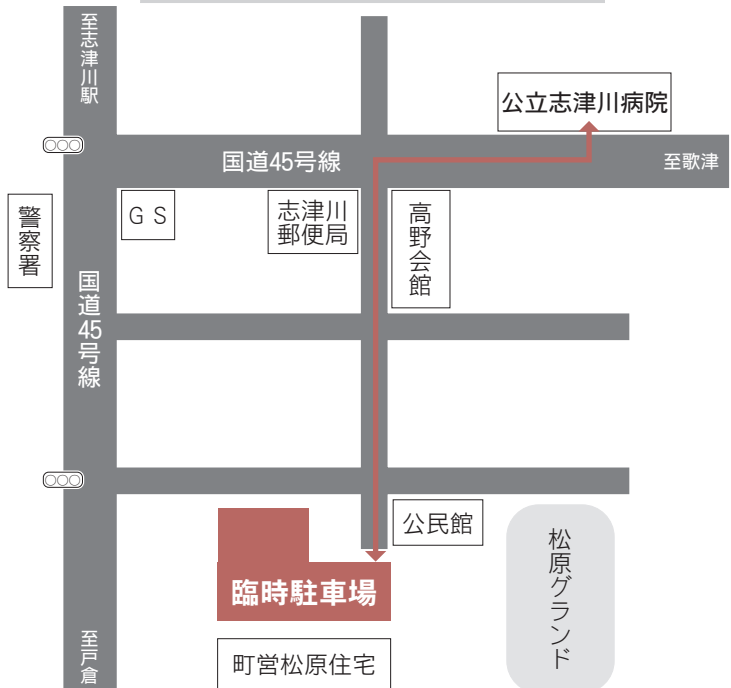 至志津川駅
公立志津川病院
国道45号線
至歌津
警察署
GS
志津川
郵便局
高野会館
国道45号線
公民館
松原グランド
臨時駐車場
町営松原住宅
至戸倉